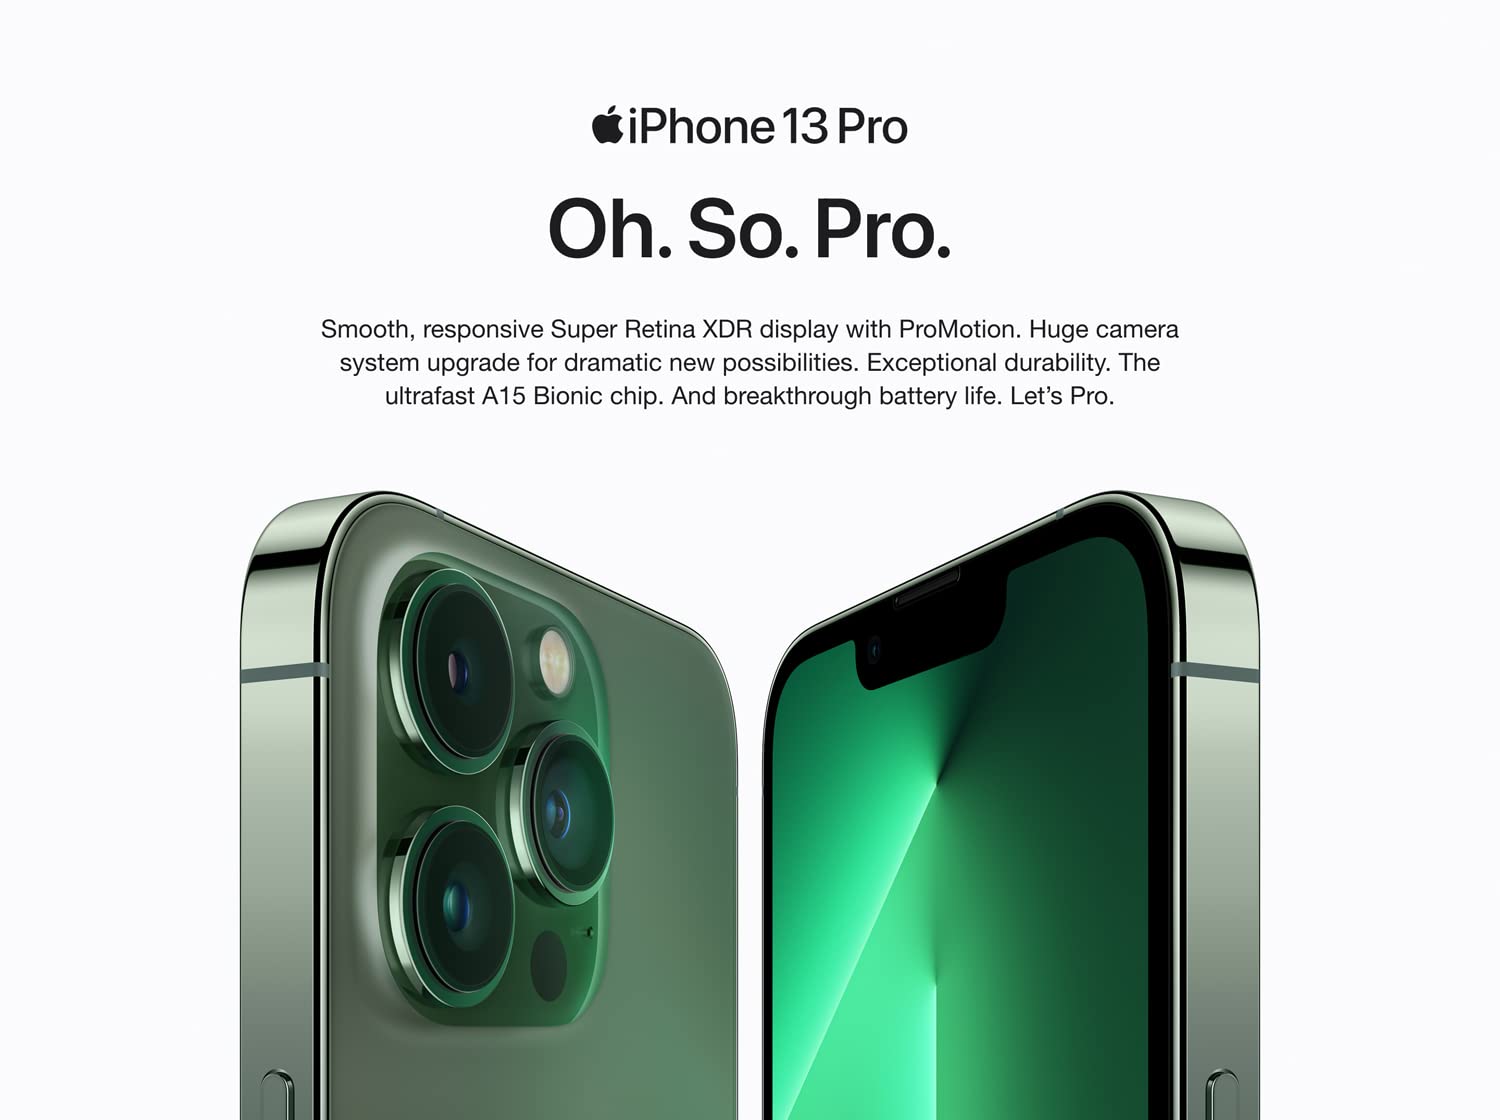 iPhone 13 Pro
Oh. So. Pro.
Smooth, responsive Super Retina XDR display with ProMotion. Huge camera
system upgrade for dramatic new possibilities. Exceptional durability. The
ultrafast A15 Bionic chip. And breakthrough battery life. Let’s Pro.